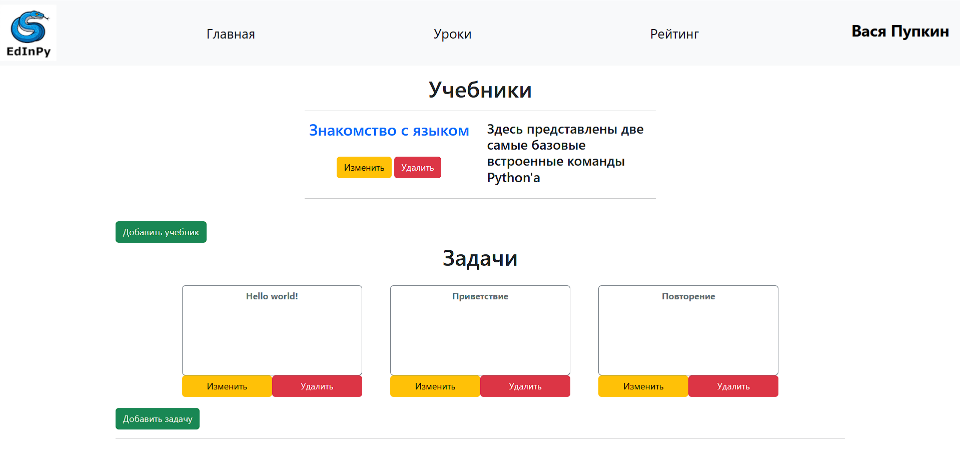 EdInPy
Главная
Уроки
Рейтинг
Вася Пупкин
Учебники
Знакомство с языком
Изменить
Удалить
Здесь представлены две
самые базовые
встроенные команды
Python'а
Добавить учебник
Задачи
Hello world!
Приветствие
Повторение
Изменить
Удалить
Изменить
Удалить
Изменить
Удалить
Добавить задачу